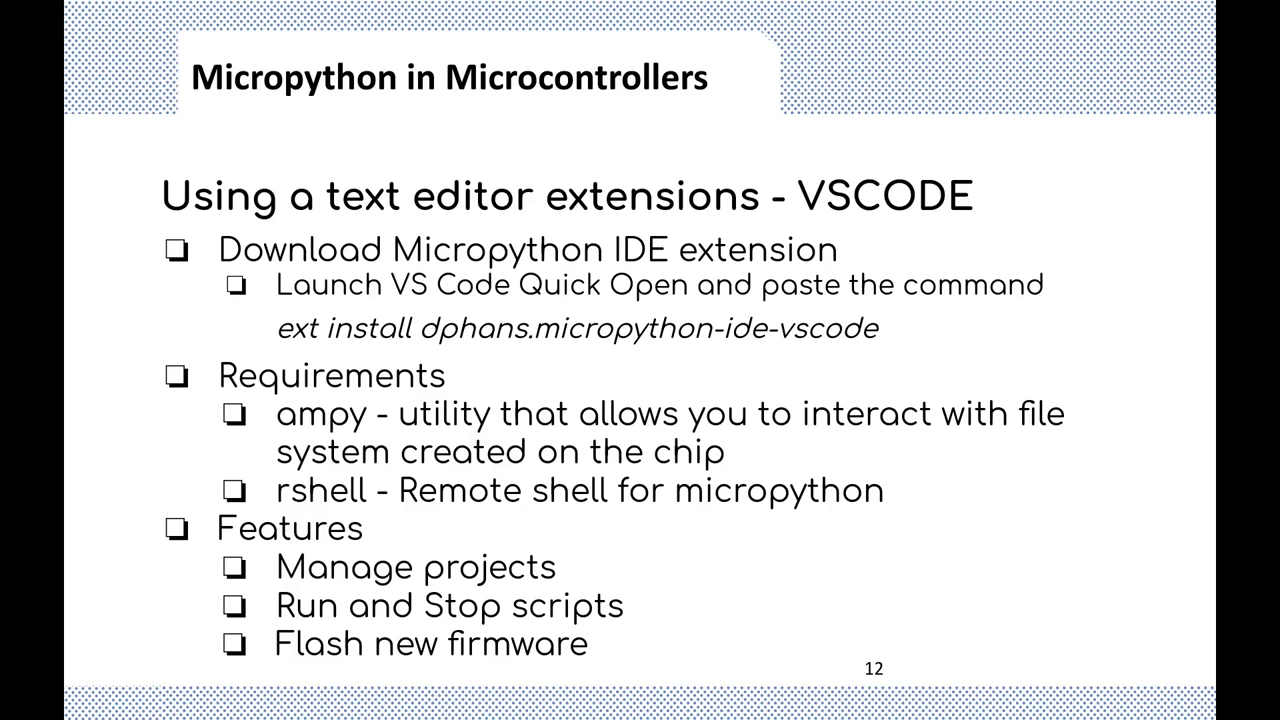 Micropython in Microcontrollers
Using a text editor extensions - VSCODE
❏ Download Micropython IDE extension
❏ Launch VS Code Quick Open and paste the command
ext install dphans.micropython-ide-vscode
❏ Requirements
❏ ampy - utility that allows you to interact with file
system created on the chip
❏ rshell - Remote shell for micropython
❏ Features
❏ Manage projects
❏ Run and Stop scripts
❏ Flash new firmware
12